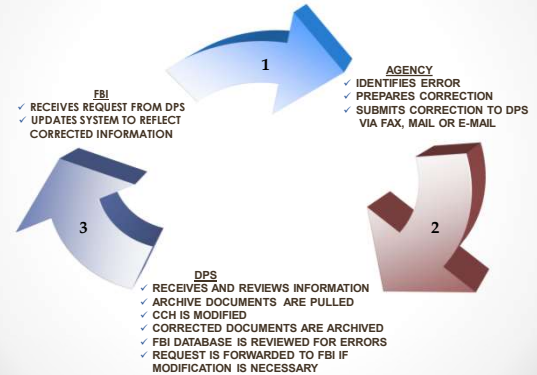 1
AGENCY
✓ IDENTIFIES ERROR
✓ PREPARES CORRECTION
✓ SUBMITS CORRECTION TO DPS
VIA FAX, MAIL OR E-MAIL
2
DPS
✓ RECEIVES AND REVIEWS INFORMATION
✓ ARCHIVE DOCUMENTS ARE PULLED
✓ CCH IS MODIFIED
✓ CORRECTED DOCUMENTS ARE ARCHIVED
✓ FBI DATABASE IS REVIEWED FOR ERRORS
✓ REQUEST IS FORWARDED TO FBI IF
MODIFICATION IS NECESSARY
3
FBI
✓ RECEIVES REQUEST FROM DPS
✓ UPDATES SYSTEM TO REFLECT
CORRECTED INFORMATION